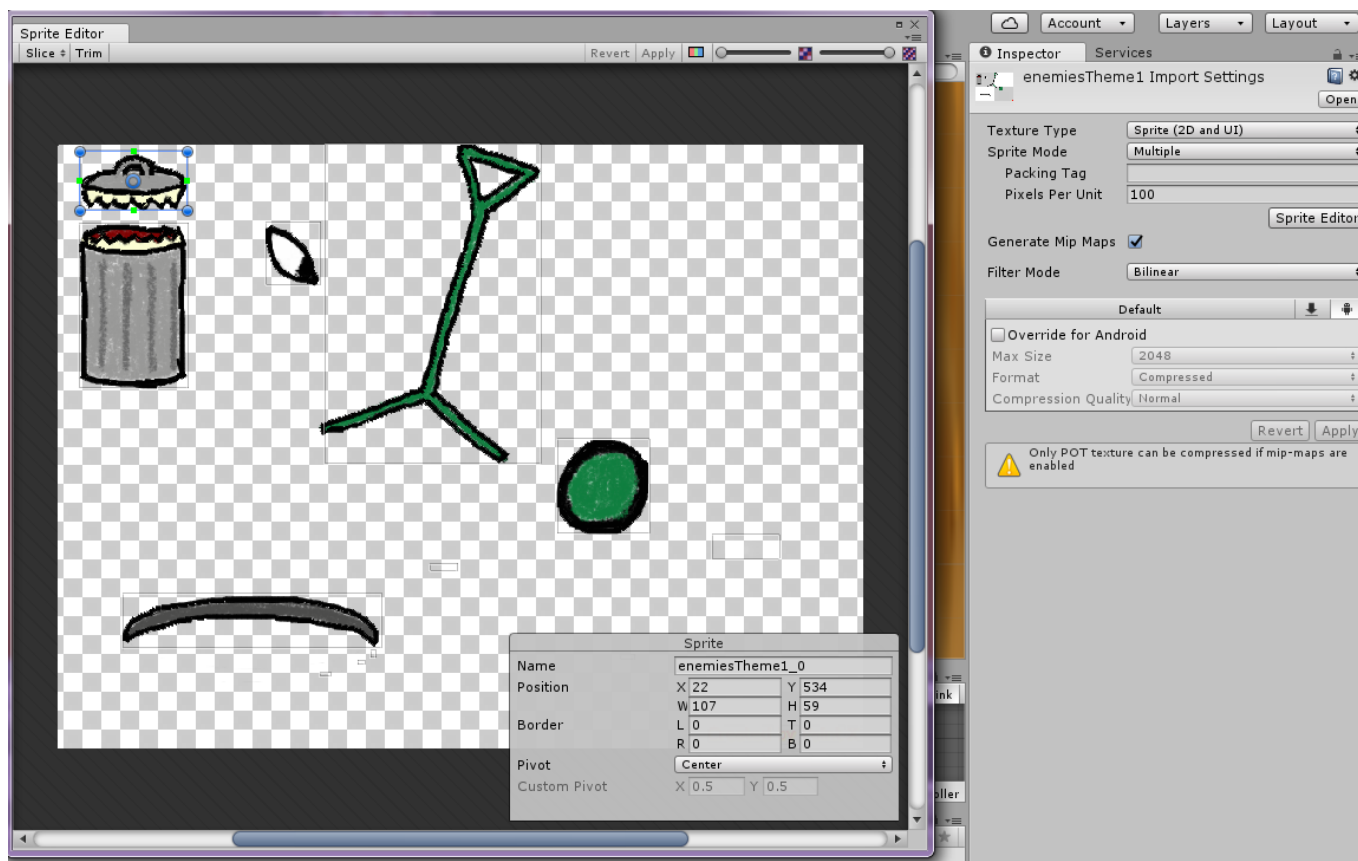 Sprite Editor
Slice Trim Revert Apply
Sprite
Name enemiesTheme1_0
Position X 22 Y 534
W 107 H 59
Border L 0 T 0
R 0 B 0
Pivot Center
Custom Pivot X 0.5 Y 0.5
ink
oller
Account Layers Layout
Inspector Services
enemiesTheme1 Import Settings
Open
Texture Type Sprite (2D and UI)
Sprite Mode Multiple
Packing Tag
Pixels Per Unit 100
Sprite Editor
Generate Mip Maps
Filter Mode Bilinear
Default
Override for Android
Max Size 2048
Format Compressed
Compression Quality Normal
Revert Apply
Only POT texture can be compressed if mip-maps are
enabled